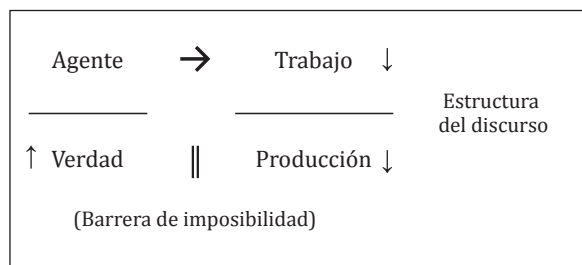 Agente → Trabajo ↓
Estructura
del discurso
↑ Verdad || Producción ↓
(Barrera de imposibilidad)